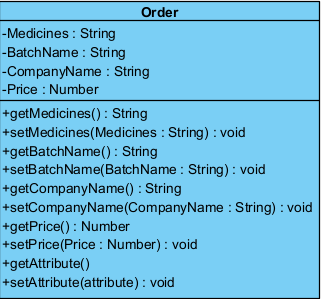 Order
-Medicines : String
-BatchName : String
-CompanyName : String
-Price : Number
+getMedicines() : String
+setMedicines(Medicines : String) : void
+getBatchName() : String
+setBatchName(BatchName : String) : void
+getCompanyName() : String
+setCompanyName(CompanyName : String) : void
+getPrice() : Number
+setPrice(Price : Number) : void
+getAttribute()
+setAttribute(attribute) : void